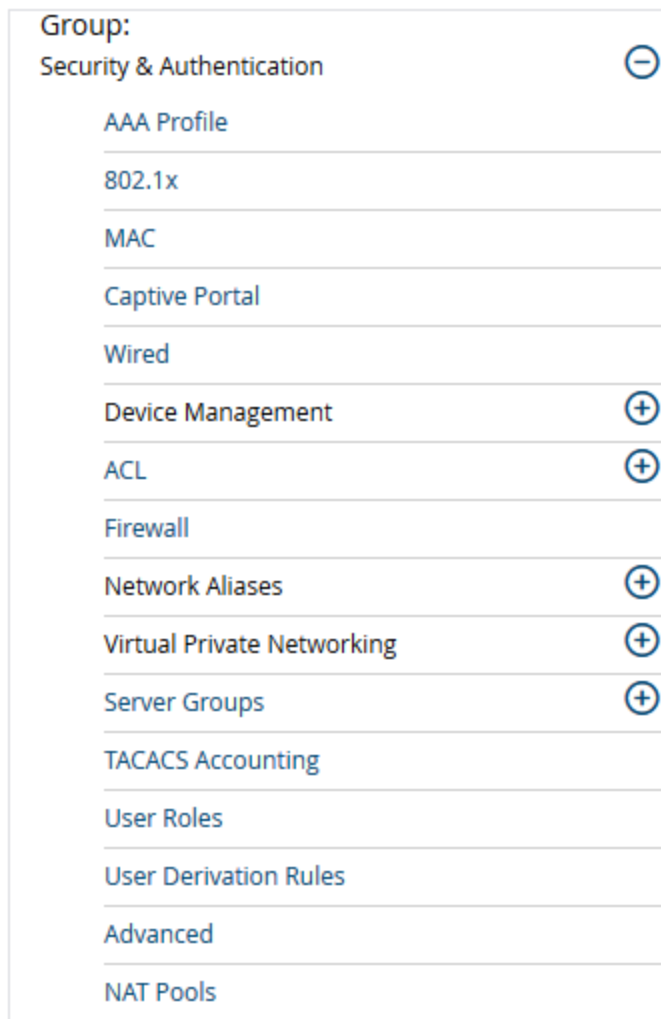 Group:
Security & Authentication
AAA Profile
802.1x
MAC
Captive Portal
Wired
Device Management
ACL
Firewall
Network Aliases
Virtual Private Networking
Server Groups
TACACS Accounting
User Roles
User Derivation Rules
Advanced
NAT Pools